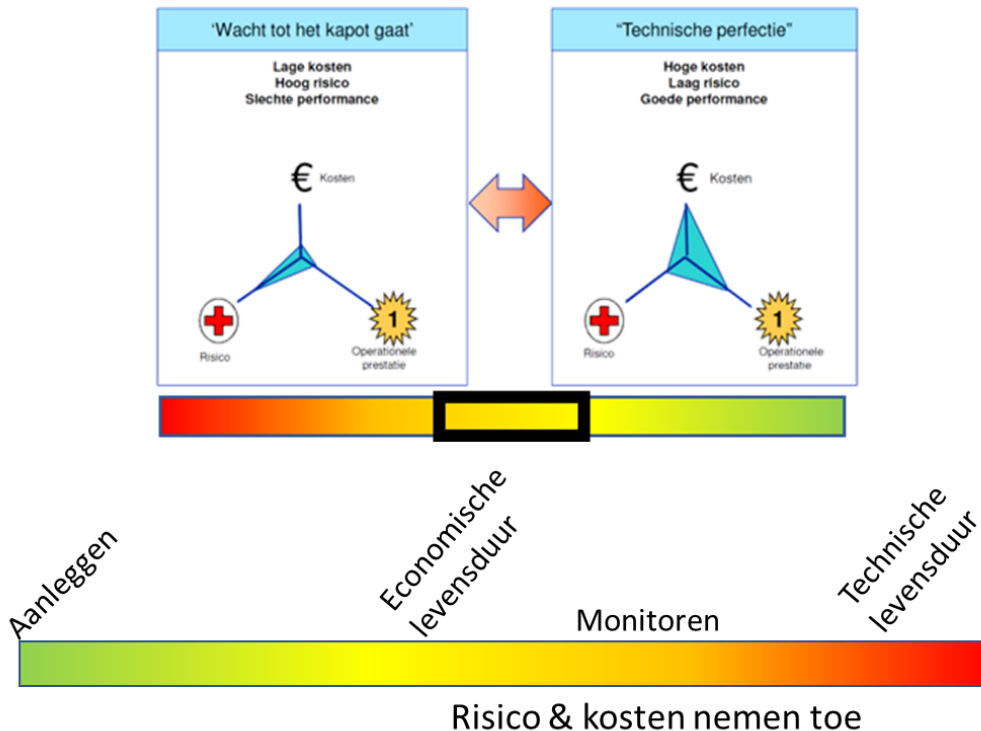 'Wacht tot het kapot gaat'
Lage kosten
Hoog risico
Slechte performance
€ Kosten
Risico
1
Operationele
prestatie
"Technische perfectie"
Hoge kosten
Laag risico
Goede performance
€ Kosten
Risico
1
Operationele
prestatie
Aanleggen
Economische
levensduur
Monitoren
Technische
levensduur
Risico & kosten nemen toe